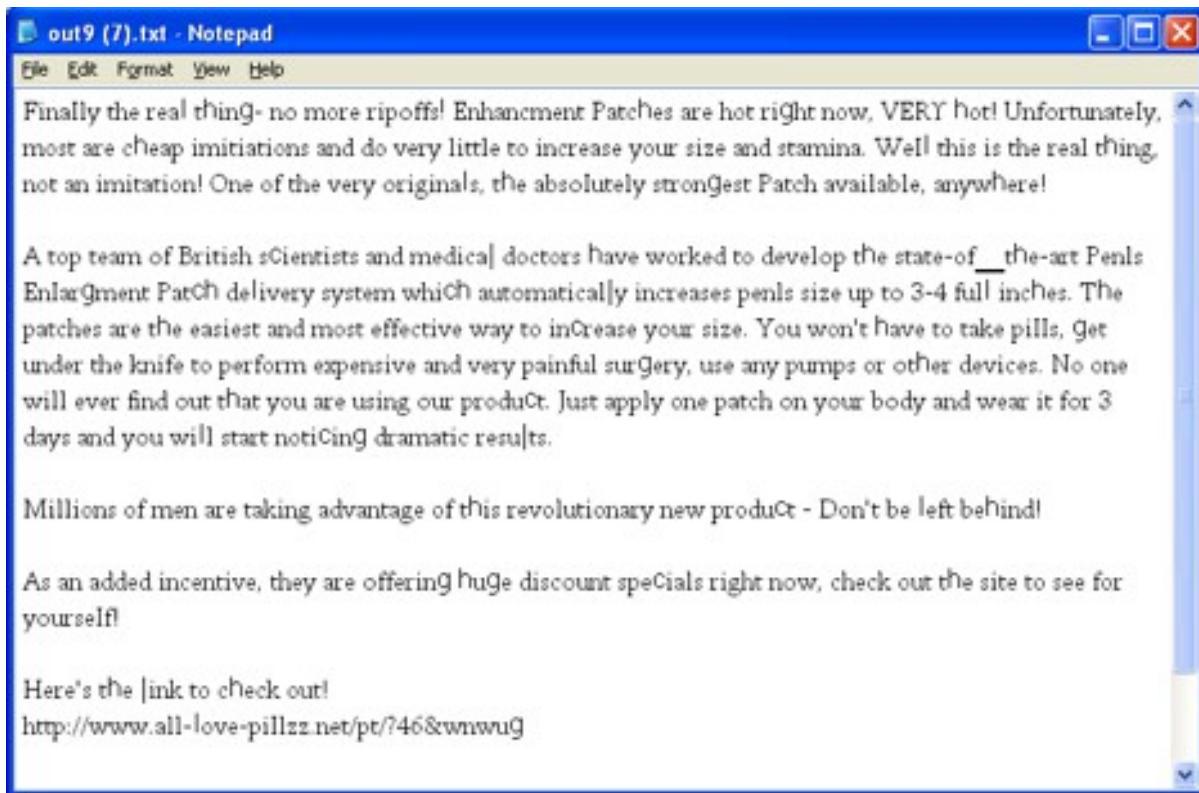 out9 (7).txt - Notepad
File Edit Format View Help
Finally the real thing- no more ripoffs! Enhancment Patches are hot right now, VERY hot! Unfortunately,
most are cheap imitiations and do very little to increase your size and stamina. Well this is the real thing,
not an imitation! One of the very originals, the absolutely strongest Patch available, anywhere!
A top team of British scientists and medica| doctors have worked to develop the state-of__the-art Penls
Enlargment Patch delivery system which automatical|y increases penls size up to 3-4 full inches. The
patches are the easiest and most effective way to increase your size. You won't have to take pills, get
under the knife to perform expensive and very painful surgery, use any pumps or other devices. No one
will ever find out that you are using our product. Just apply one patch on your body and wear it for 3
days and you will start noticing dramatic resu|ts.
Millions of men are taking advantage of this revolutionary new product - Don't be left behind!
As an added incentive, they are offering huge discount specials right now, check out the site to see for
yourself!
Here's the |ink to check out!
http://www.all-love-pillzz.net/pt/?46&wnwug